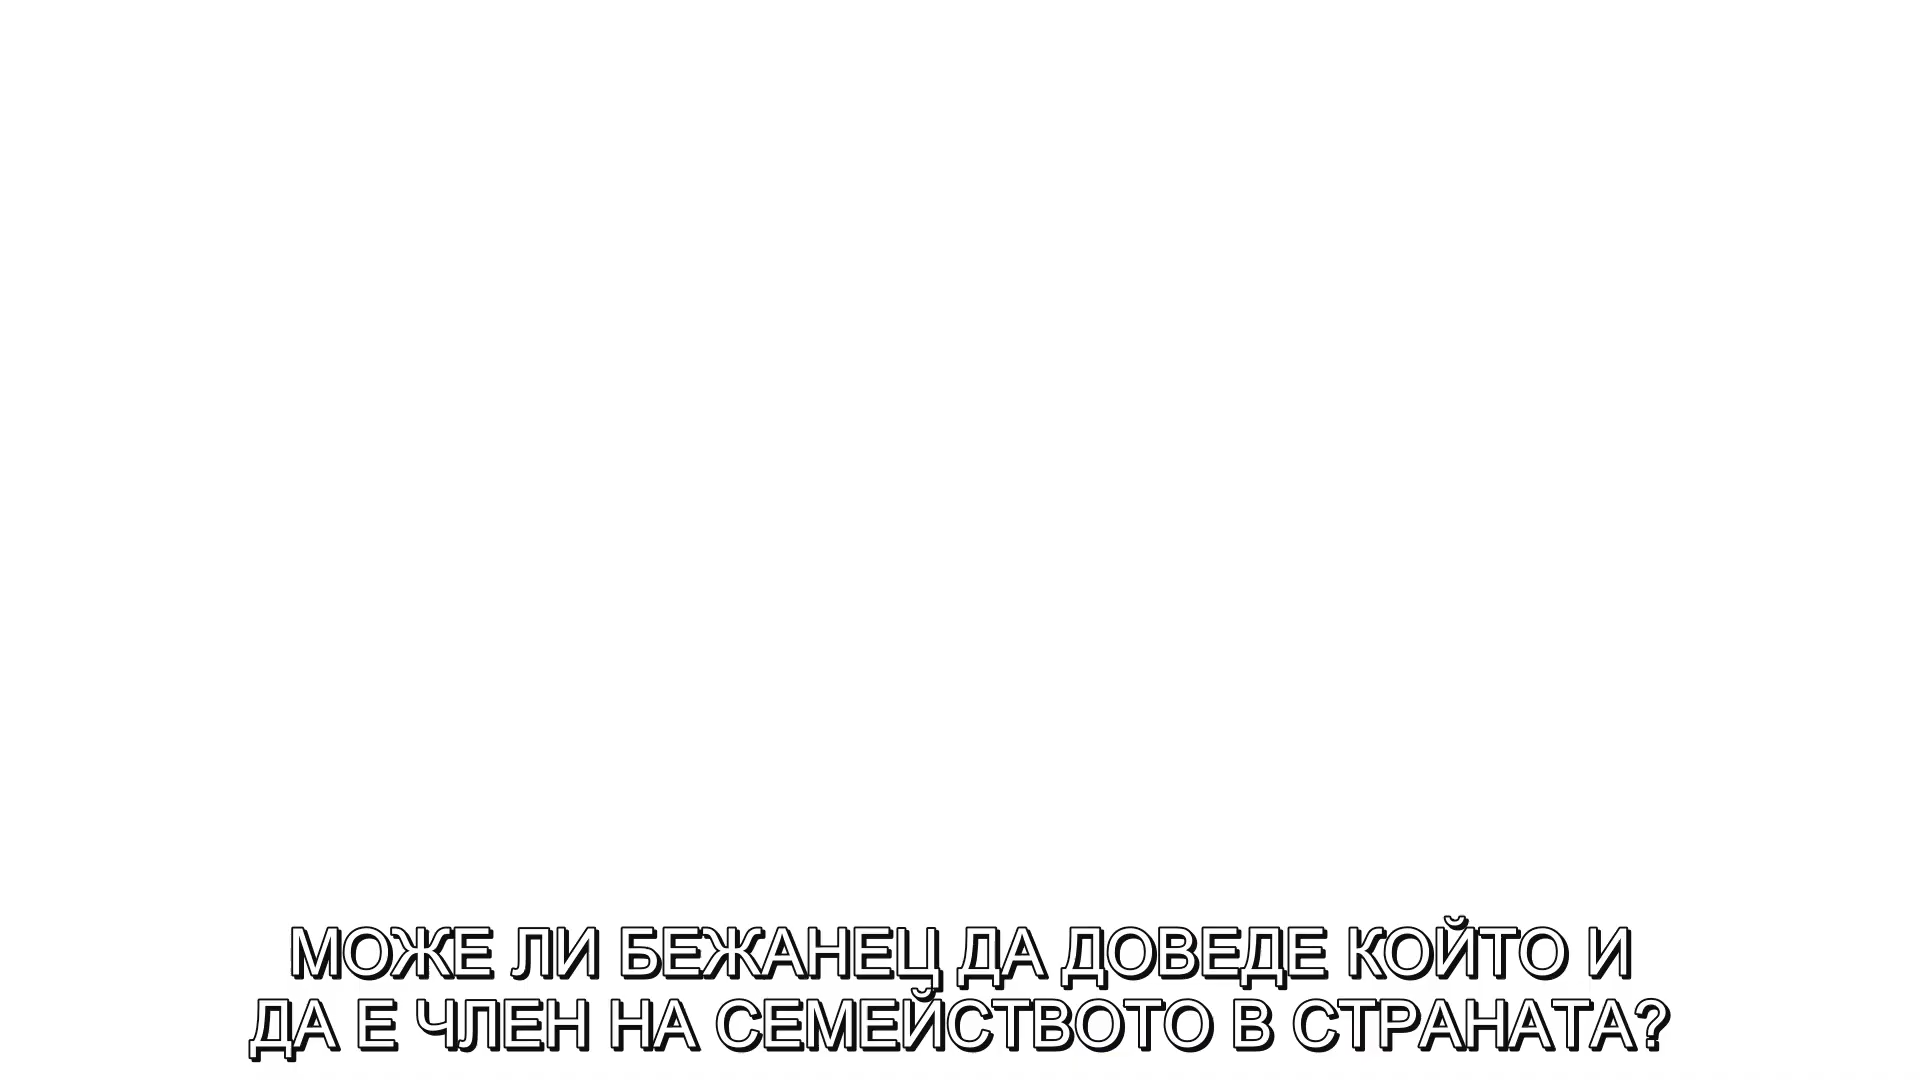 МОЖЕ ЛИ БЕЖАНЕЦ ДА ДОВЕДЕ КОЙТО И
ДА Е ЧЛЕН НА СЕМЕЙСТВОТО В СТРАНАТА?